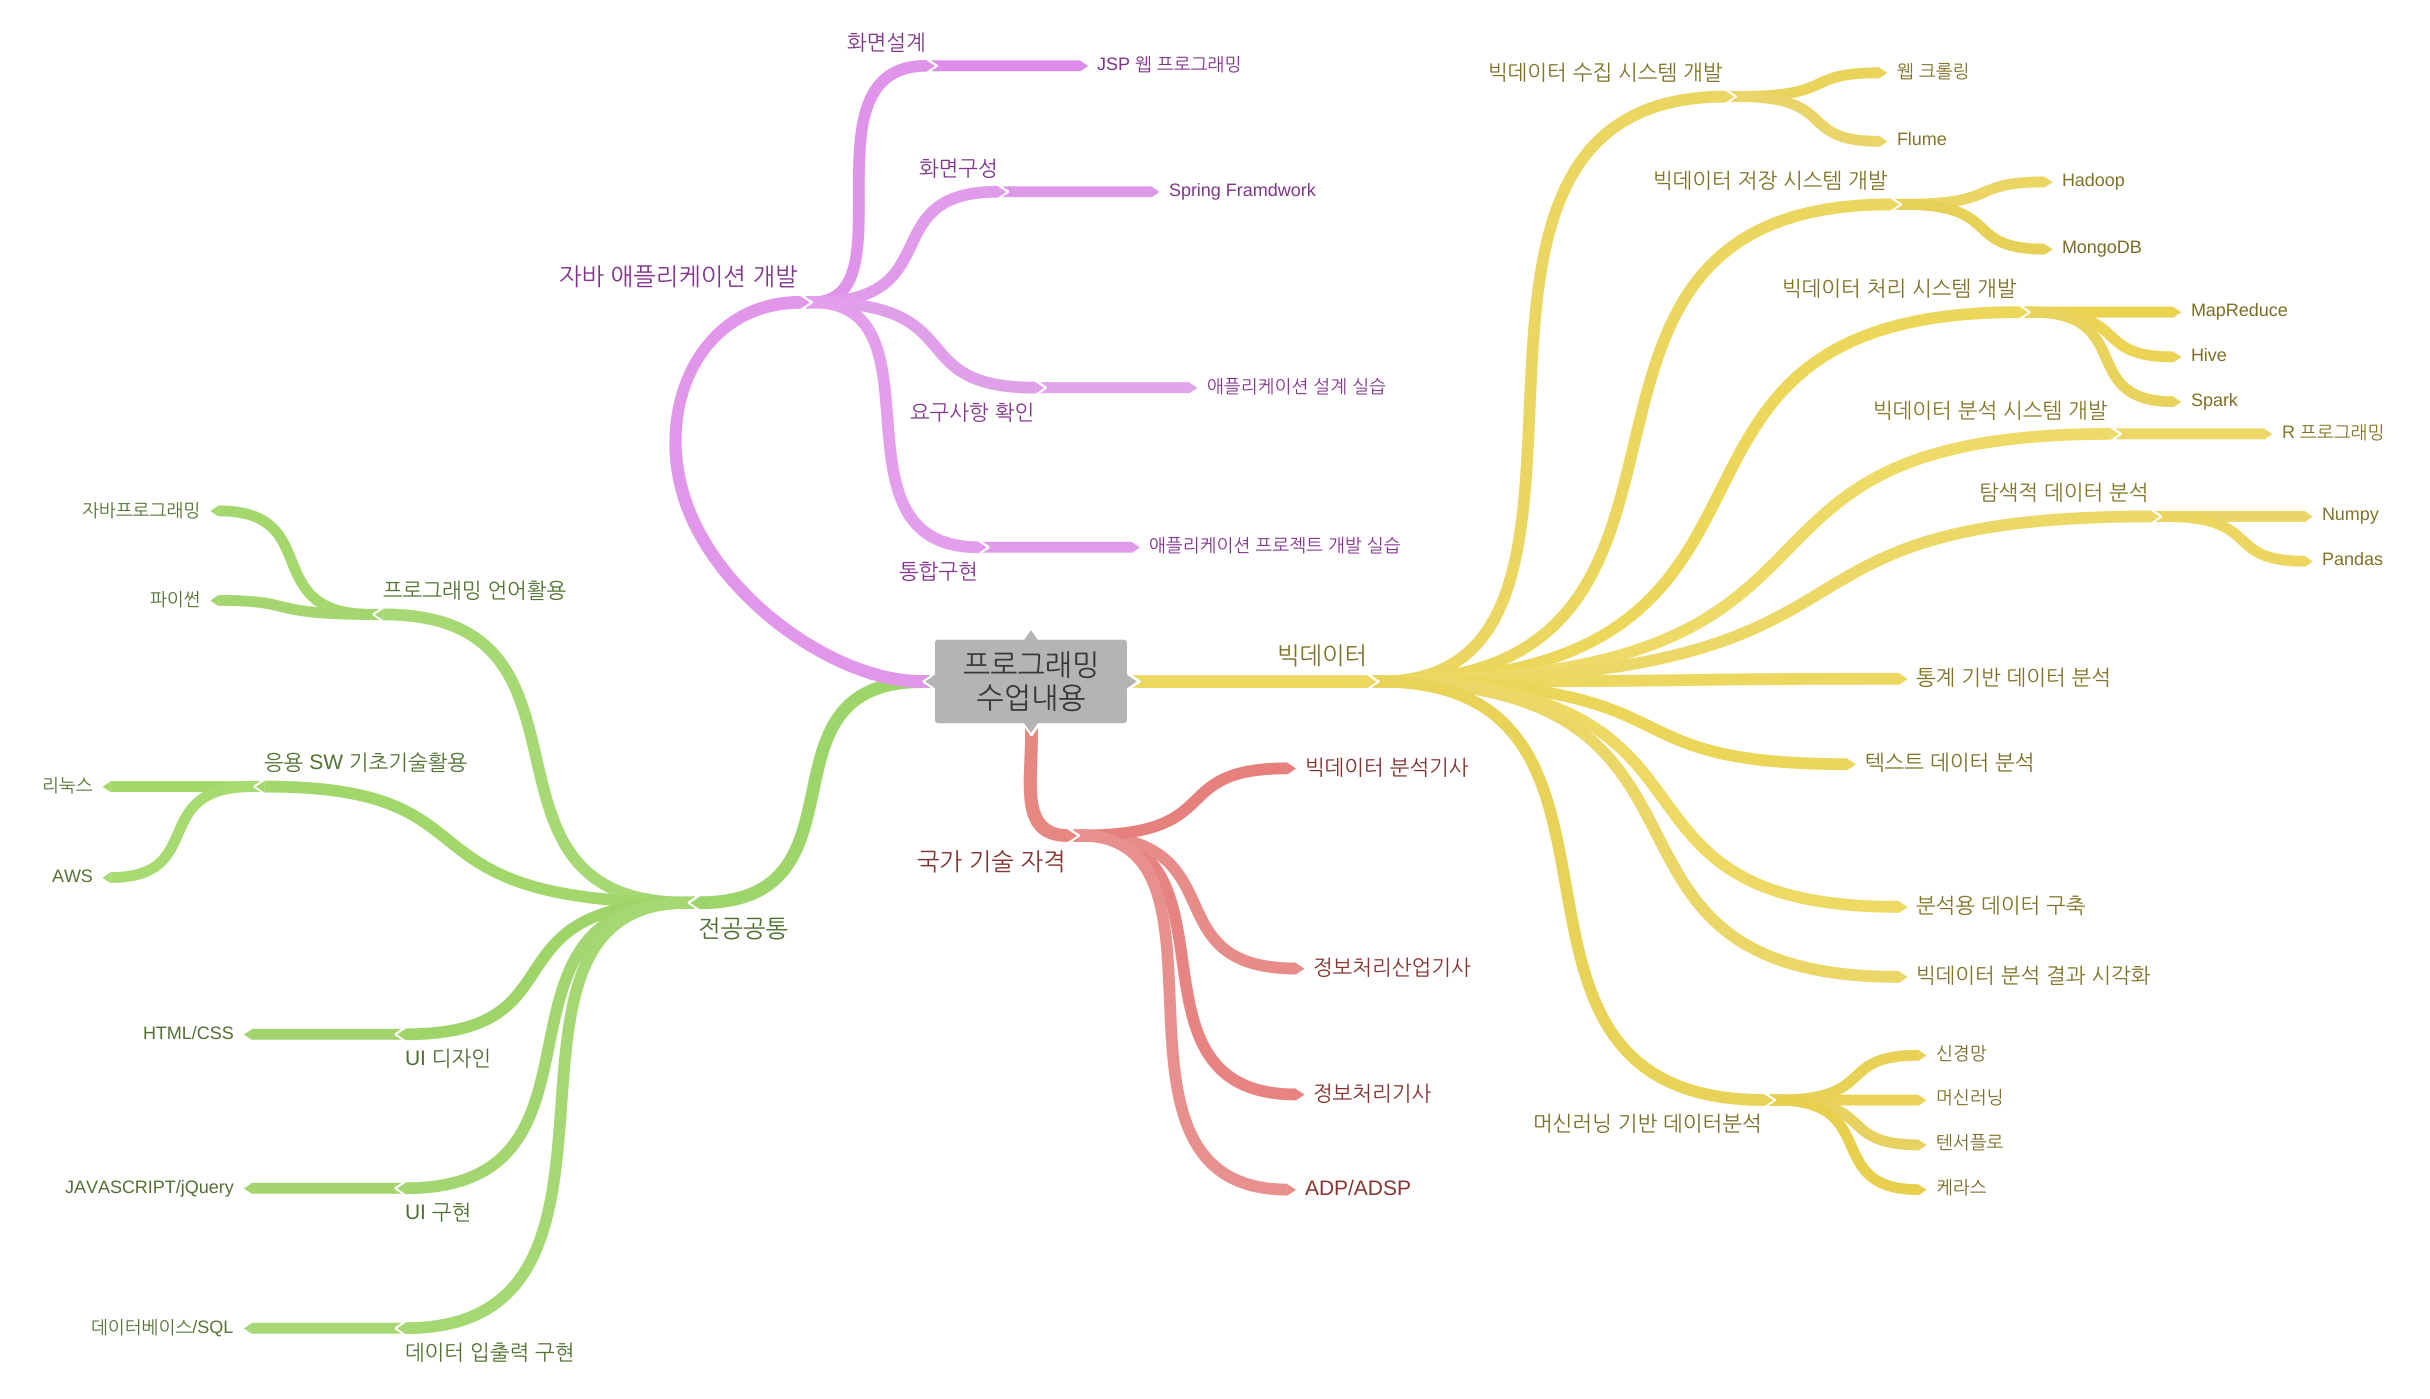 프로그래밍
수업내용
자바 애플리케이션 개발
화면설계
JSP 웹 프로그래밍
화면구성
Spring Framdwork
요구사항 확인
애플리케이션 설계 실습
통합구현
애플리케이션 프로젝트 개발 실습
빅데이터
빅데이터 수집 시스템 개발
웹 크롤링
Flume
빅데이터 저장 시스템 개발
Hadoop
MongoDB
빅데이터 처리 시스템 개발
MapReduce
Hive
Spark
빅데이터 분석 시스템 개발
R 프로그래밍
탐색적 데이터 분석
Numpy
Pandas
통계 기반 데이터 분석
텍스트 데이터 분석
분석용 데이터 구축
빅데이터 분석 결과 시각화
머신러닝 기반 데이터분석
신경망
머신러닝
텐서플로
케라스
국가 기술 자격
빅데이터 분석기사
정보처리산업기사
정보처리기사
ADP/ADSP
전공공통
프로그래밍 언어활용
자바프로그래밍
파이썬
응용 SW 기초기술활용
리눅스
AWS
UI 디자인
HTML/CSS
UI 구현
JAVASCRIPT/jQuery
데이터 입출력 구현
데이터베이스/SQL